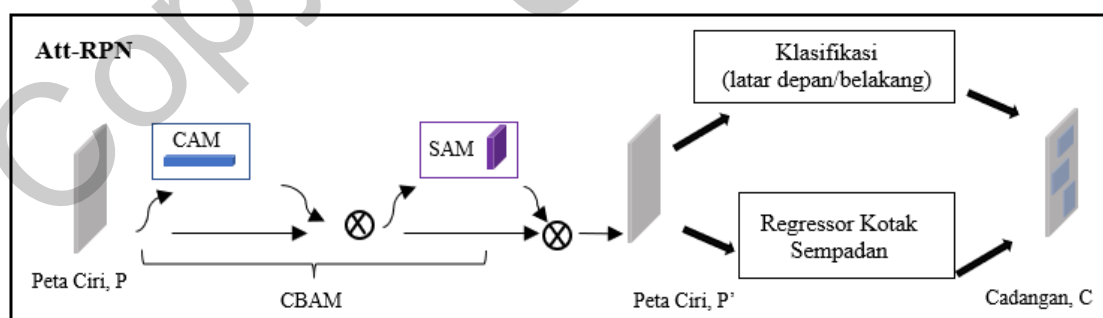 Att-RPN
CAM
SAM
Klasifikasi
(latar depan/belakang)
Regressor Kotak
Sempadan
Peta Ciri, P
CBAM
Peta Ciri, P'
Cadangan, C